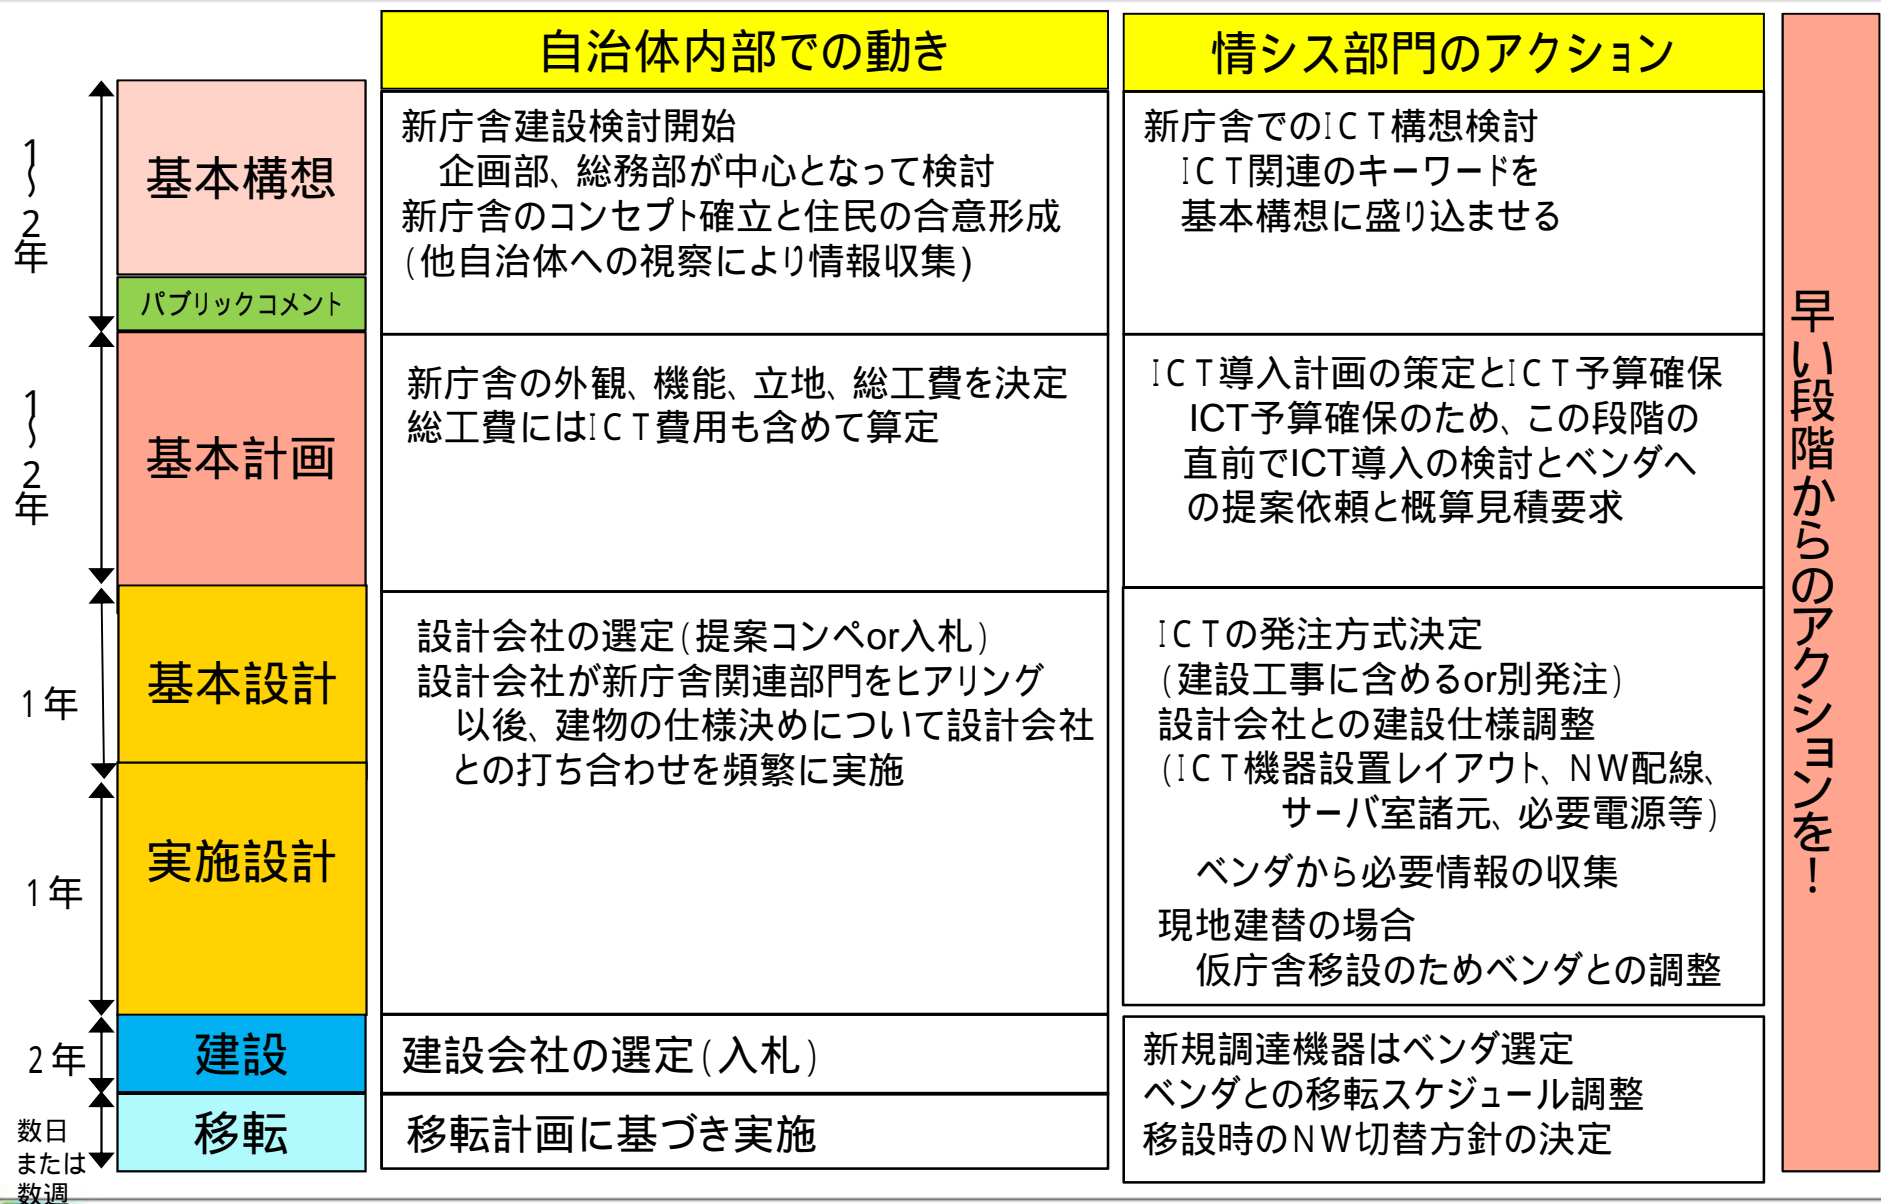 自治体内部での動き
情シス部門のアクション
1～2年
基本構想
パブリックコメント
新庁舎建設検討開始
企画部、総務部が中心となって検討
新庁舎のコンセプト確立と住民の合意形成
(他自治体への視察により情報収集)
新庁舎でのICT構想検討
ICT関連のキーワードを
基本構想に盛り込ませる
1～2年
基本計画
新庁舎の外観、機能、立地、総工費を決定
総工費にはICT費用も含めて算定
ICT導入計画の策定とICT予算確保
ICT予算確保のため、この段階の
直前でICT導入の検討とベンダへ
の提案依頼と概算見積要求
1年
基本設計
1年
実施設計
設計会社の選定(提案コンペor入札)
設計会社が新庁舎関連部門をヒアリング
以後、建物の仕様決めについて設計会社
との打ち合わせを頻繁に実施
ICTの発注方式決定
(建設工事に含めるor別発注)
設計会社との建設仕様調整
(ICT機器設置レイアウト、NW配線、
サーバ室諸元、必要電源等)
ベンダから必要情報の収集
現地建替の場合
仮庁舎移設のためベンダとの調整
2年
建設
建設会社の選定(入札)
数日
または
数週
移転
移転計画に基づき実施
新規調達機器はベンダ選定
ベンダとの移転スケジュール調整
移設時のNW切替方針の決定
早い段階からのアクションを！